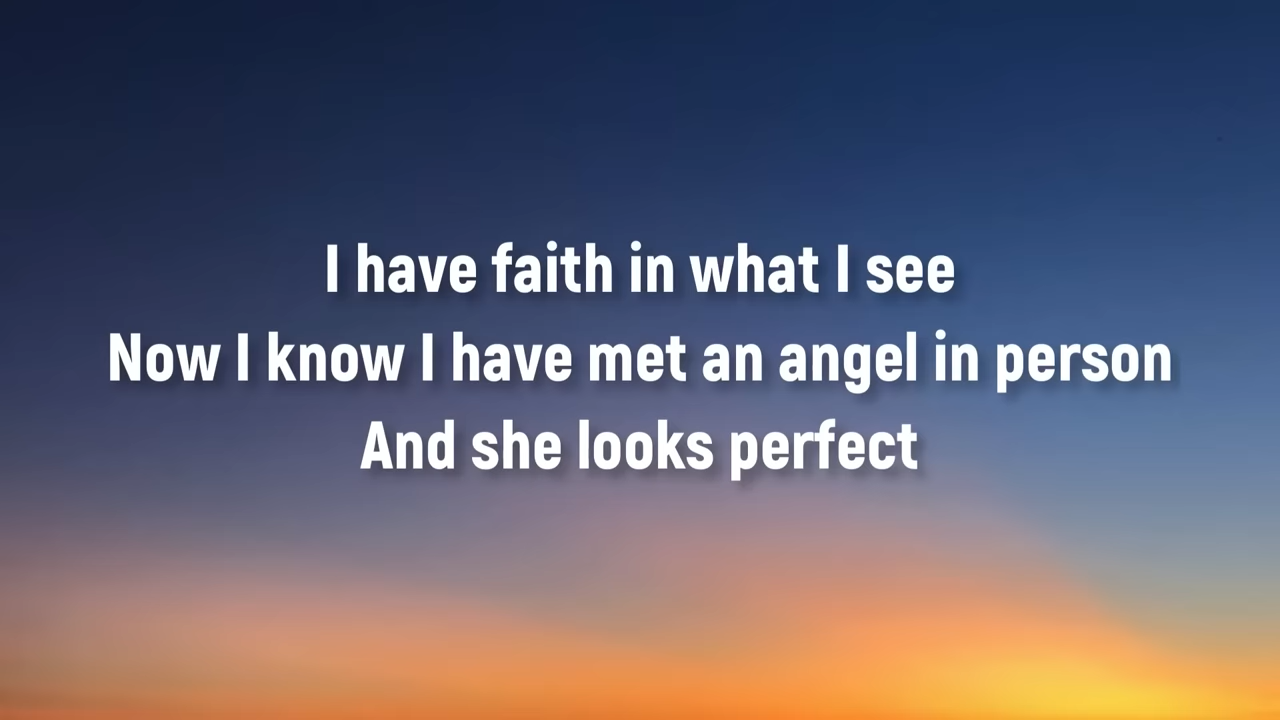 I have faith in what I see
Now I know I have met an angel in person
And she looks perfect